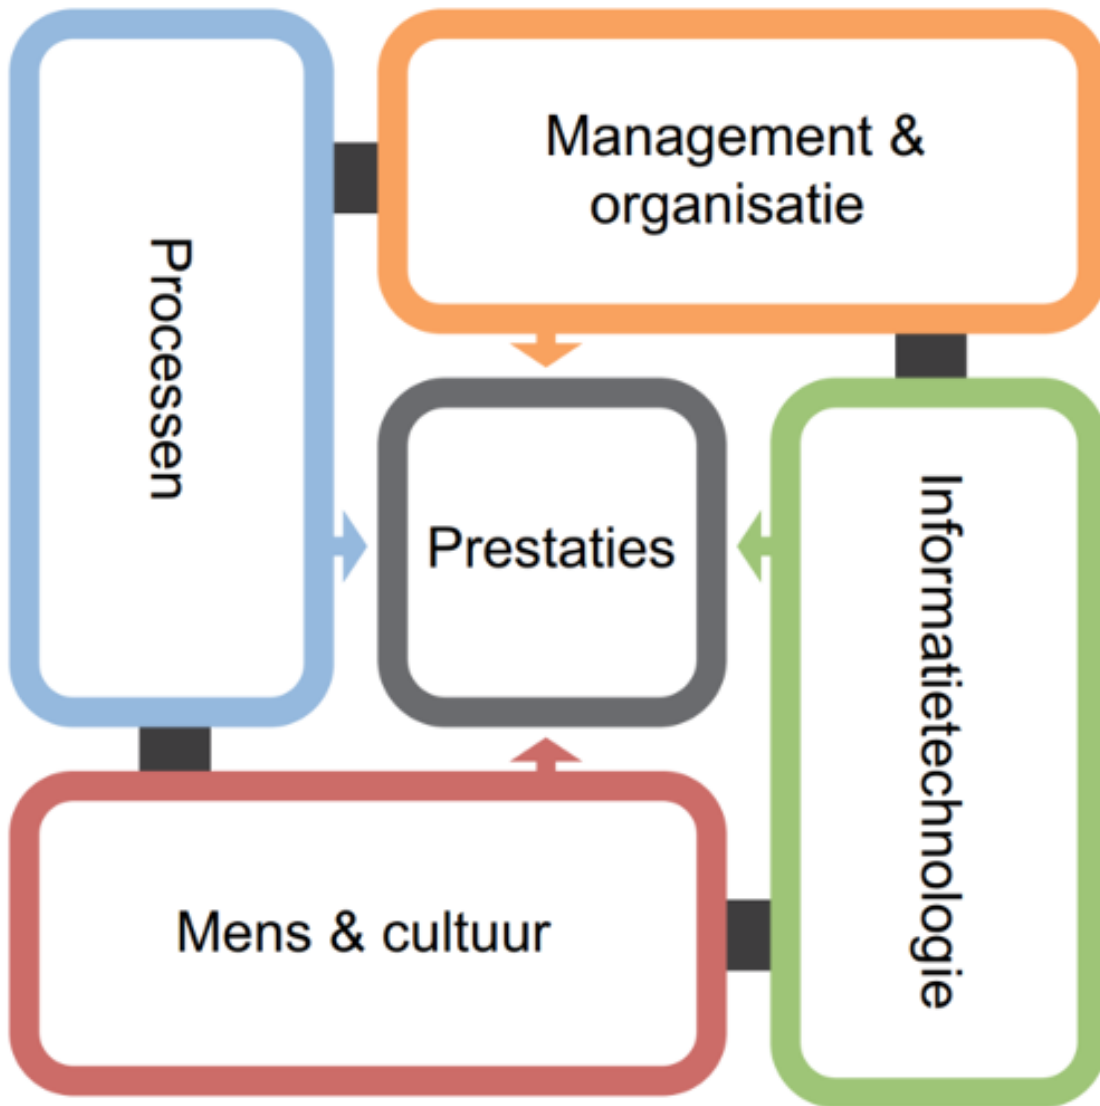 Processen
Management &
organisatie
Prestaties
Informatietechnologie
Mens & cultuur